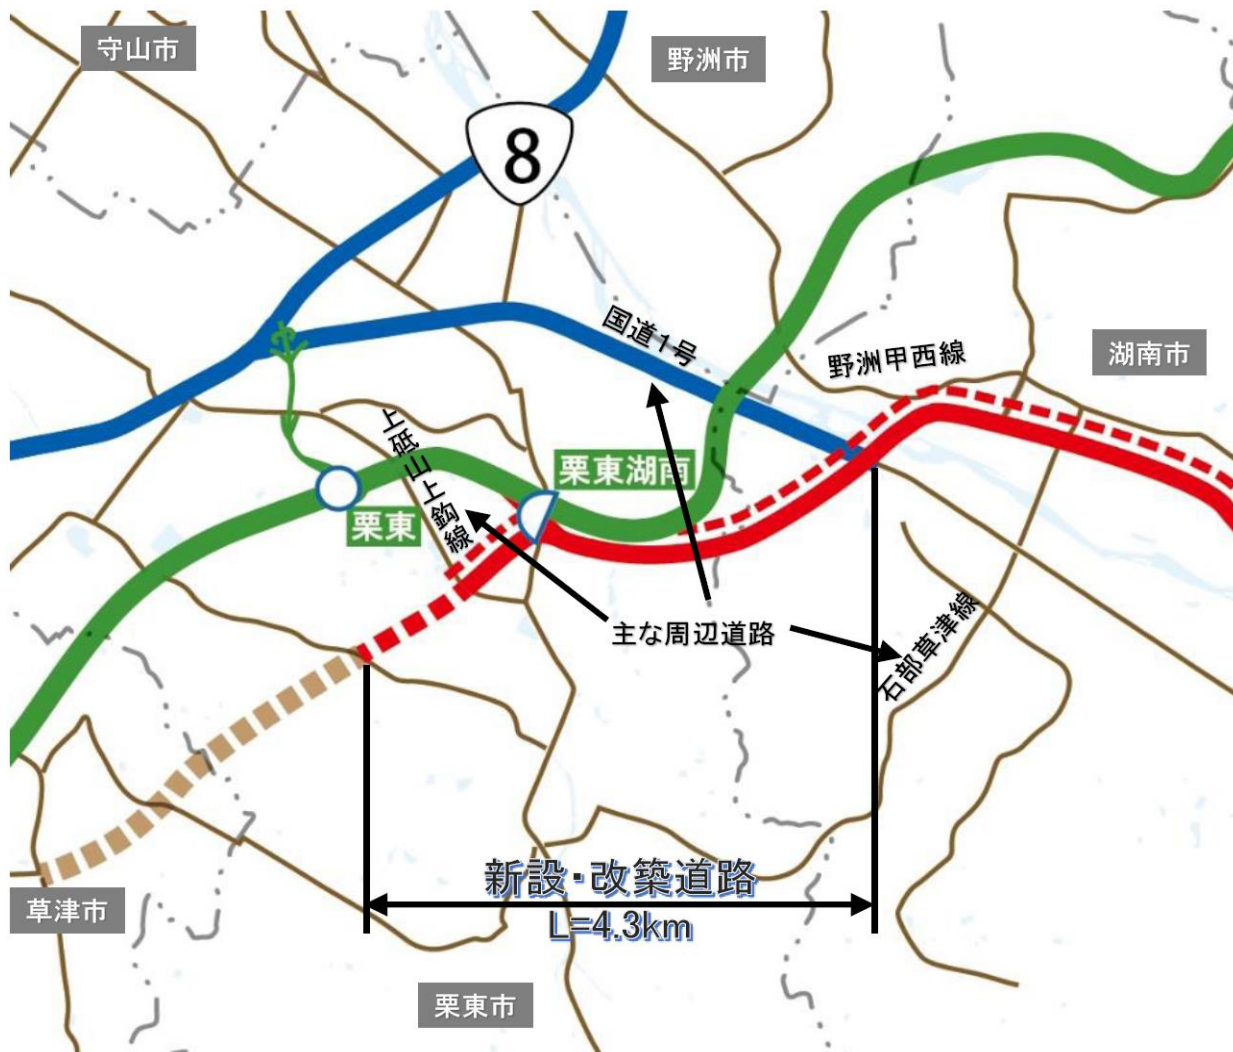 守山市
野洲市
8
国道1号
野洲甲西線
湖南市
上砥山上鈎線
栗東湖南
栗東
主な周辺道路
石部草津線
新設・改築道路
L=4.3km
草津市
栗東市